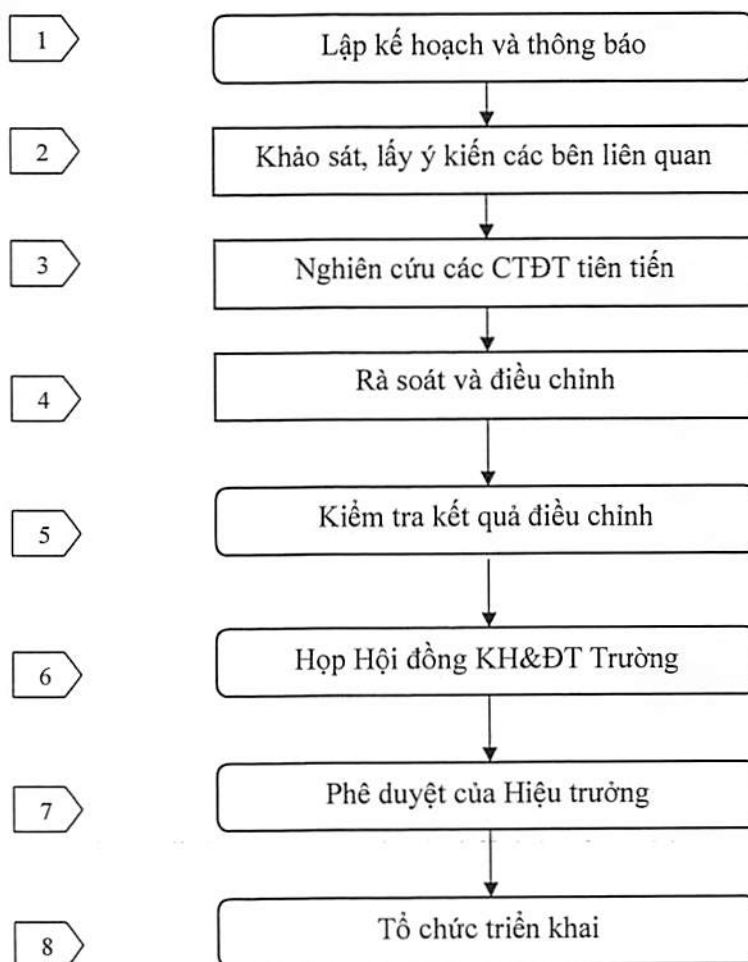 1
Lập kế hoạch và thông báo
2
Khảo sát, lấy ý kiến các bên liên quan
3
Nghiên cứu các CTĐT tiên tiến
4
Rà soát và điều chỉnh
5
Kiểm tra kết quả điều chỉnh
6
Họp Hội đồng KH&ĐT Trường
7
Phê duyệt của Hiệu trưởng
8
Tổ chức triển khai